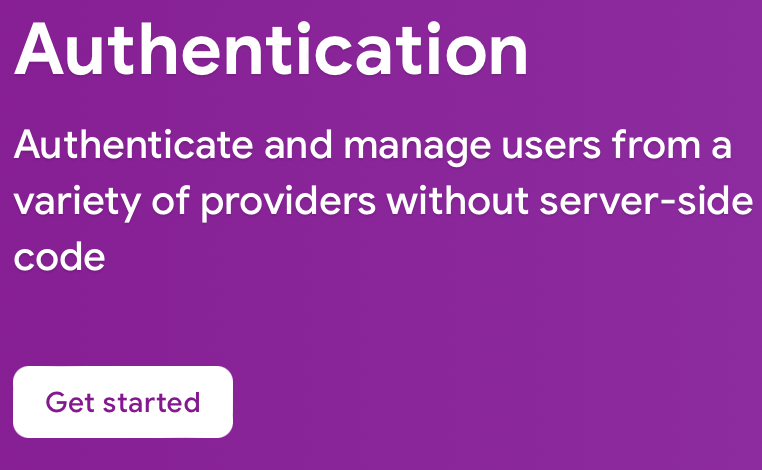 Authentication
Authenticate and manage users from a
variety of providers without server-side
code
Get started